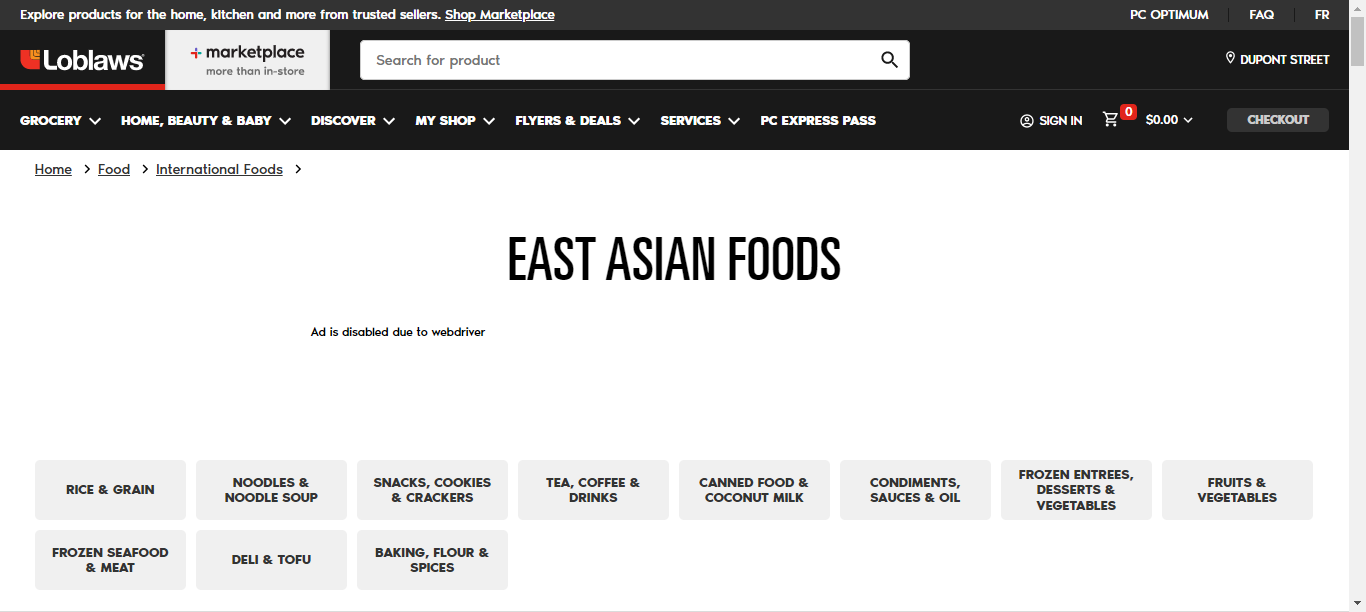 Explore products for the home, kitchen and more from trusted sellers. Shop Marketplace
PC OPTIMUM
FAQ
FR
Loblaws
marketplace
more than in-store
Search for product
DUPONT STREET
GROCERY
HOME, BEAUTY & BABY
DISCOVER
MY SHOP
FLYERS & DEALS
SERVICES
PC EXPRESS PASS
SIGN IN
0
$0.00
CHECKOUT
Home
Food
International Foods
EAST ASIAN FOODS
Ad is disabled due to webdriver
RICE & GRAIN
NOODLES &
NOODLE SOUP
SNACKS, COOKIES
& CRACKERS
TEA, COFFEE &
DRINKS
CANNED FOOD &
COCONUT MILK
CONDIMENTS,
SAUCES & OIL
FROZEN ENTREES,
DESSERTS &
VEGETABLES
FRUITS &
VEGETABLES
FROZEN SEAFOOD
& MEAT
DELI & TOFU
BAKING, FLOUR &
SPICES